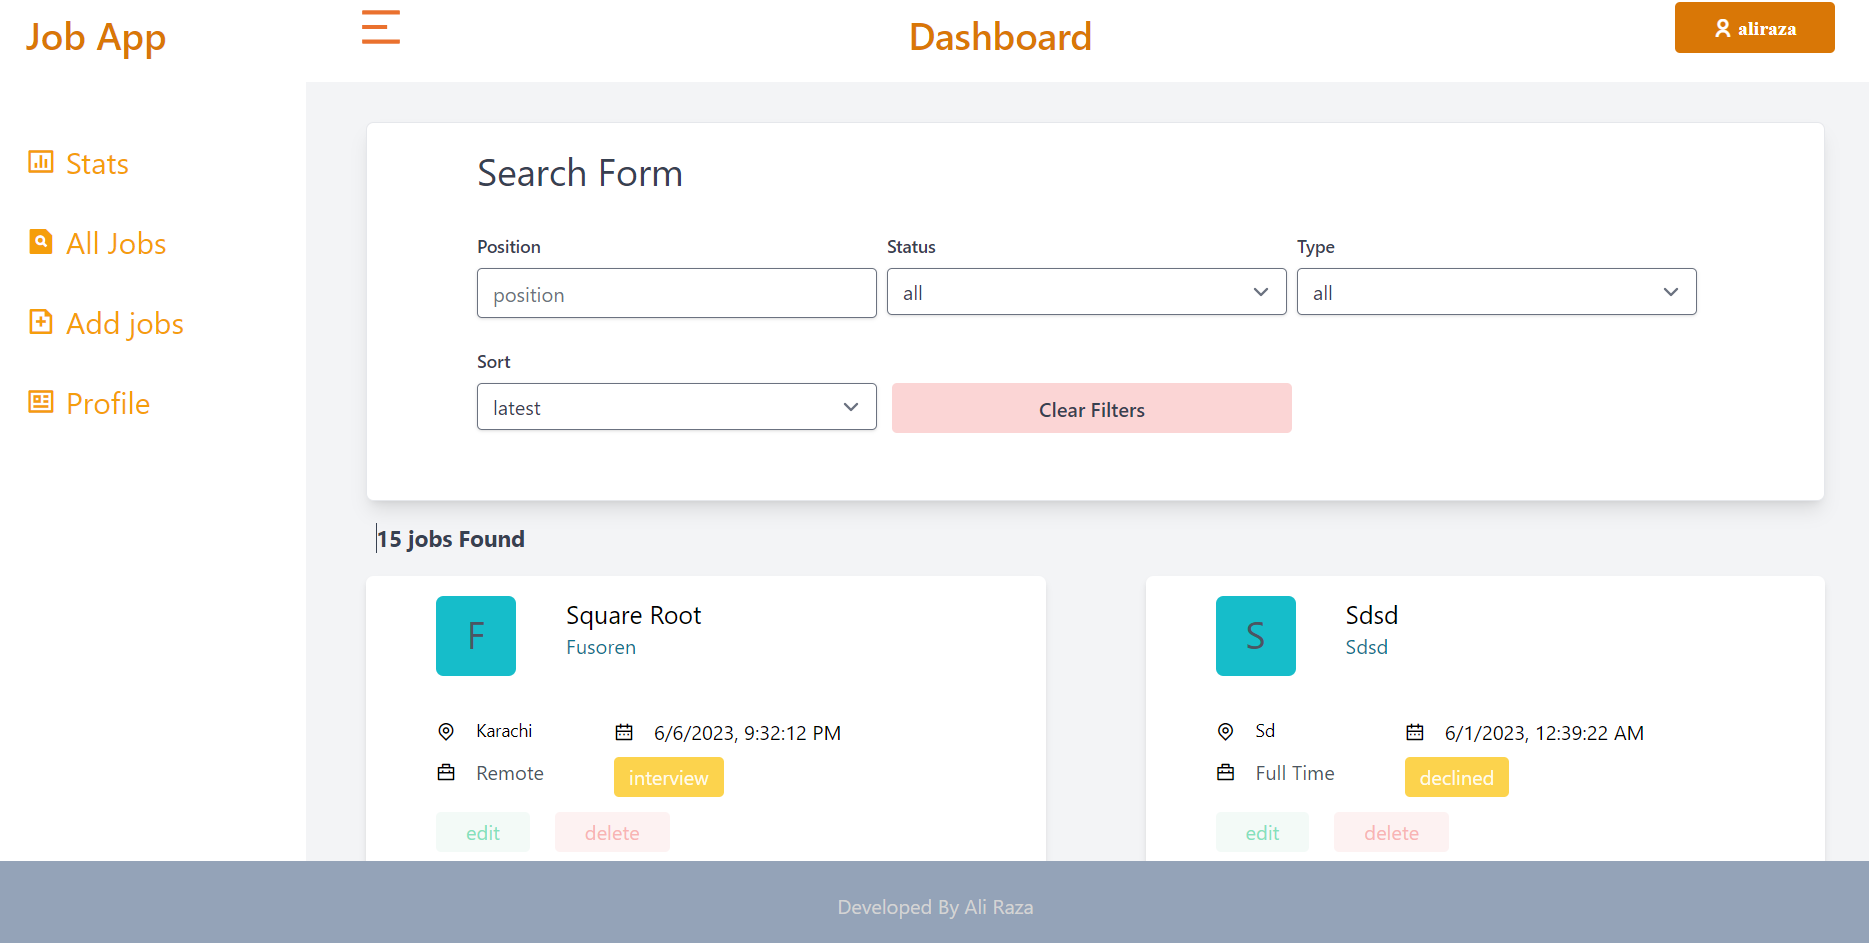 Job App
Dashboard
aliraza
Stats
All Jobs
Add jobs
Profile
Search Form
Position
Status
Type
position
all
all
Sort
latest
Clear Filters
15 jobs Found
F
Square Root
Fusoren
Karachi
6/6/2023, 9:32:12 PM
Remote
interview
edit
delete
S
Sdsd
Sdsd
Sd
6/1/2023, 12:39:22 AM
Full Time
declined
edit
delete
Developed By Ali Raza